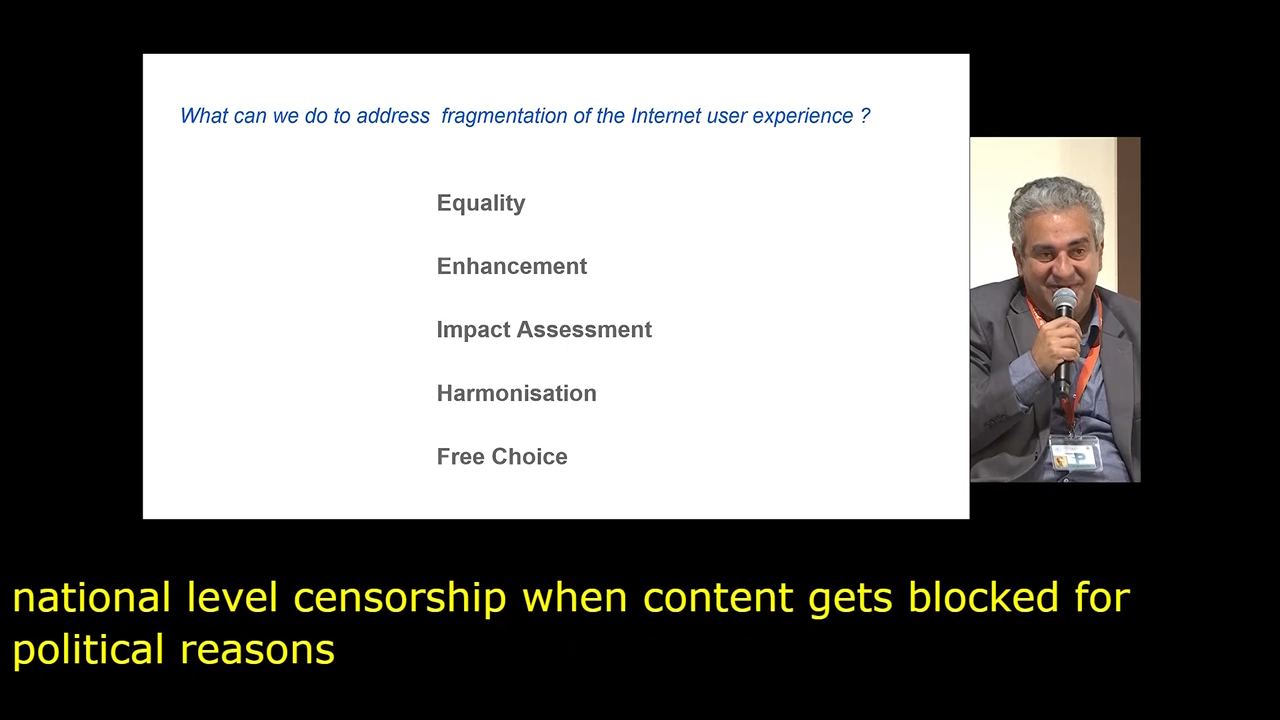 What can we do to address  fragmentation of the Internet user experience ?
Equality
Enhancement
Impact Assessment
Harmonisation
Free Choice
P
national level censorship when content gets blocked for
political reasons